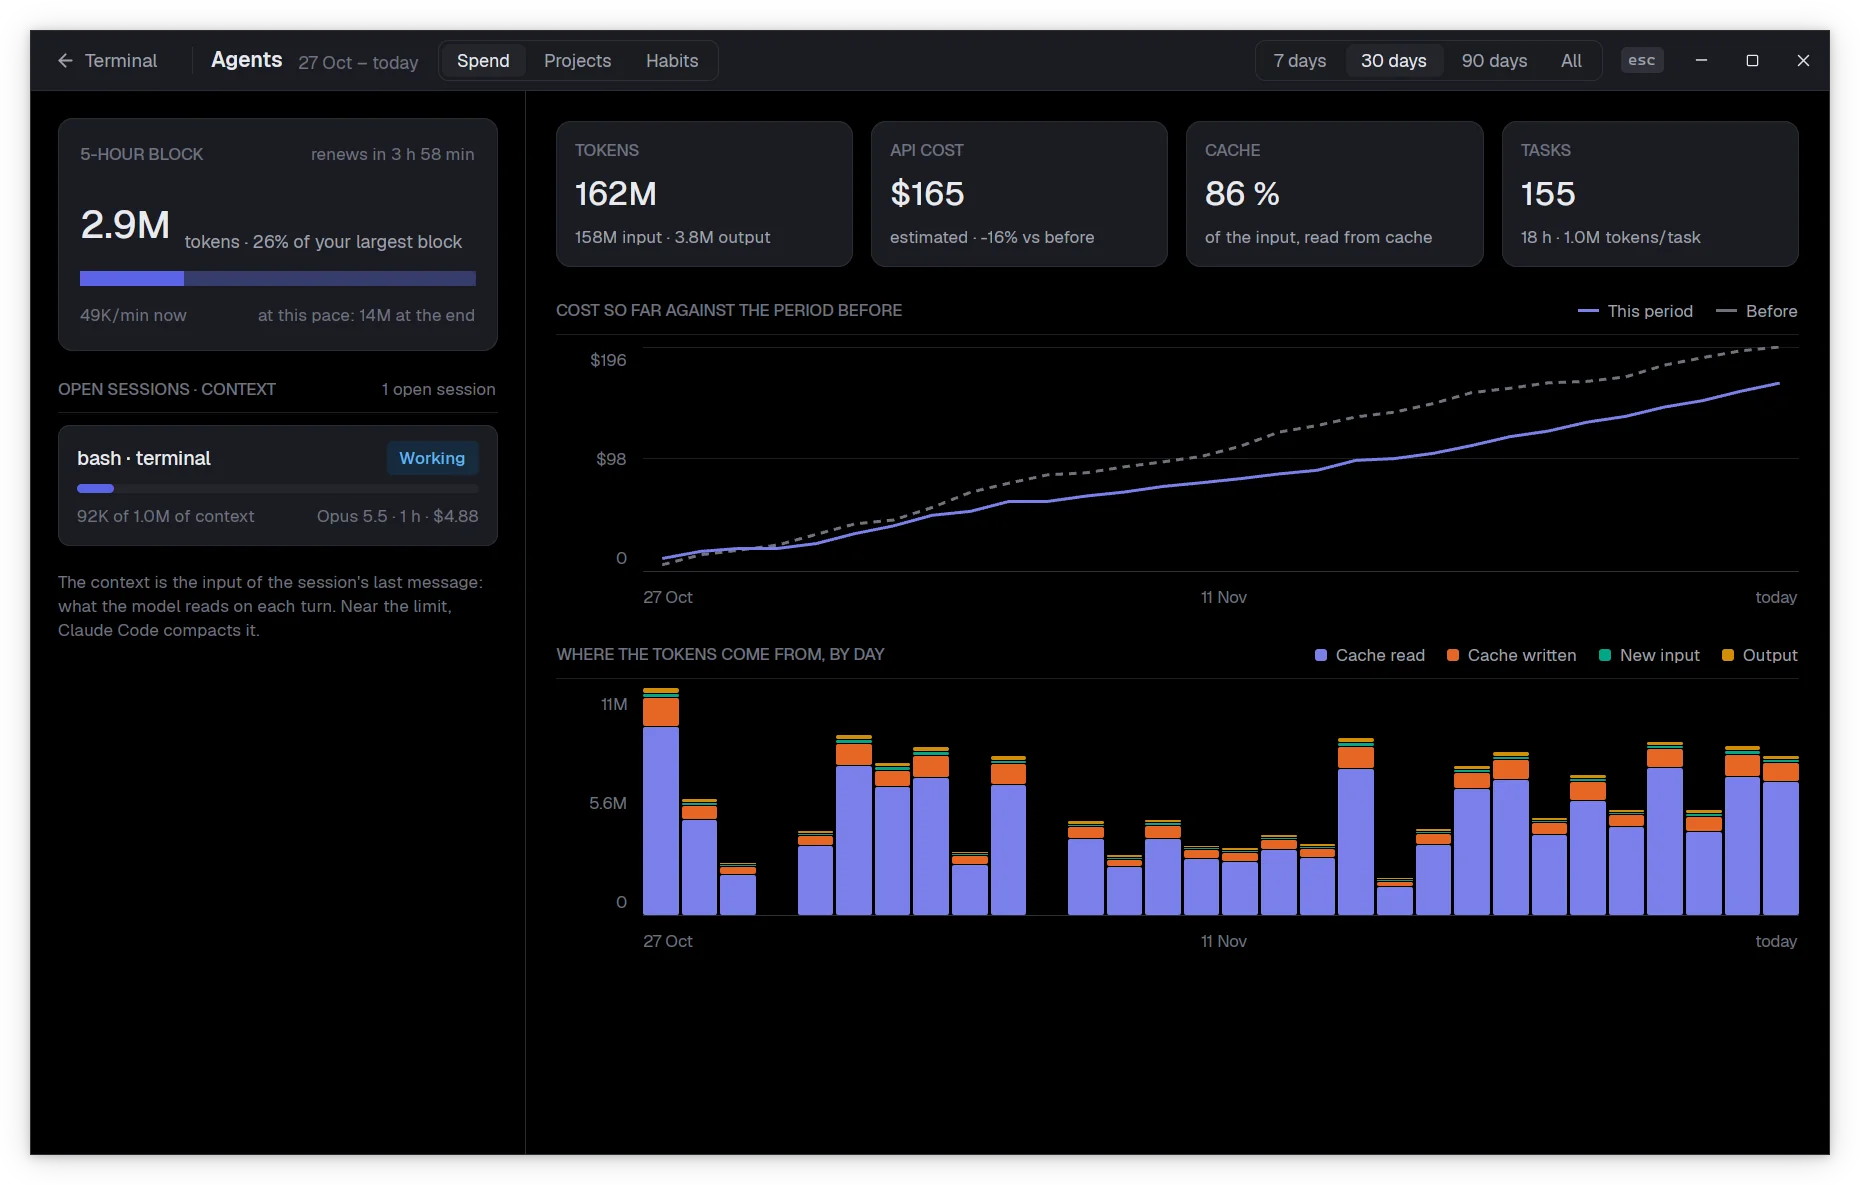 Terminal
Agents 27 Oct – today
Spend Projects Habits
7 days 30 days 90 days All
esc
5-HOUR BLOCK renews in 3 h 58 min
2.9M tokens · 26% of your largest block
49K/min now at this pace: 14M at the end
OPEN SESSIONS · CONTEXT 1 open session
bash · terminal Working
92K of 1.0M of context Opus 5.5 · 1 h · $4.88
The context is the input of the session's last message:
what the model reads on each turn. Near the limit,
Claude Code compacts it.
TOKENS
162M
158M input · 3.8M output
API COST
$165
estimated · -16% vs before
CACHE
86 %
of the input, read from cache
TASKS
155
18 h · 1.0M tokens/task
COST SO FAR AGAINST THE PERIOD BEFORE This period Before
$196
$98
0
27 Oct 11 Nov today
WHERE THE TOKENS COME FROM, BY DAY Cache read Cache written New input Output
11M
5.6M
0
27 Oct 11 Nov today